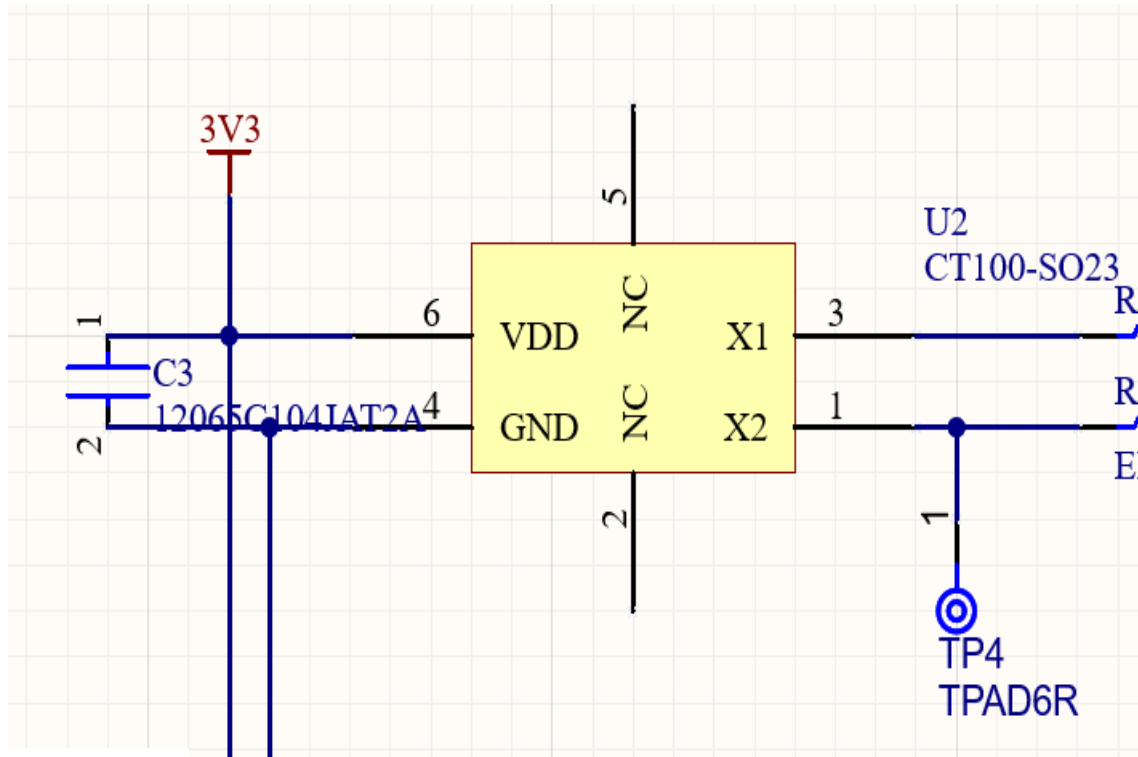 3V3
5
U2
CT100-SO23
1
6
VDD
NC
X1
3
R
C3
12065C104JAT2A
2
4
GND
NC
X2
1
R
2
1
TP4
TPAD6R